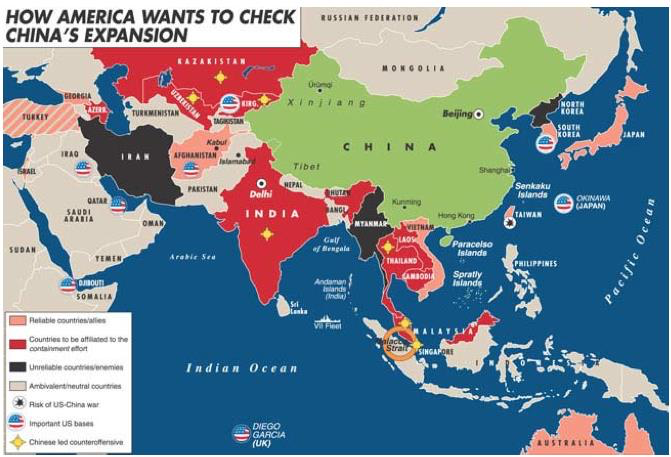 HOW AMERICA WANTS TO CHECK
CHINA'S EXPANSION
RUSSIAN FEDERATION
KAZAKISTAN
MONGOLIA
GEORGIA
Ürümqi
Xinjiang
UZBEKISTAN
KIRG.
AZERB.
TURKEY
TURKMENISTAN
TAGIKISTAN
Beijing
NORTH
KOREA
SOUTH
KOREA
JAPAN
Kabul
CHINA
IRAQ
IRAN
AFGHANISTAN
Islamabad
ISRAEL
Tibet
Shanghai
PAKISTAN
NEPAL
Delhi
BHUTAN
Senkaku
Islands
QATAR
SAUDI
ARABIA
INDIA
BANGL.
Kunming
OKINAWA
(JAPAN)
TAIWAN
OMAN
MYANMAR
Hong Kong
VIETNAM
LAOS
SUDAN
YEMEN
Arabic Sea
Gulf
of Bengala
THAILAND
Paracelso
Islands
PHILIPPINES
Pacific Ocean
Andaman
Islands
(India)
CAMBODIA
Spratly
Islands
DJIBOUTI
SOMALIA
Sri
Lanka
VII Fleet
MALAYSIA
Malacca
Strait
SINGAPORE
Indian Ocean
Reliable countries/allies
Countries to be affiliated to the
containment effort
Unreliable countries/enemies
Ambivalent/neutral countries
Risk of US-China war
Important US bases
Chinese led counteroffensive
DIEGO
GARCIA
(UK)
AUSTRALIA